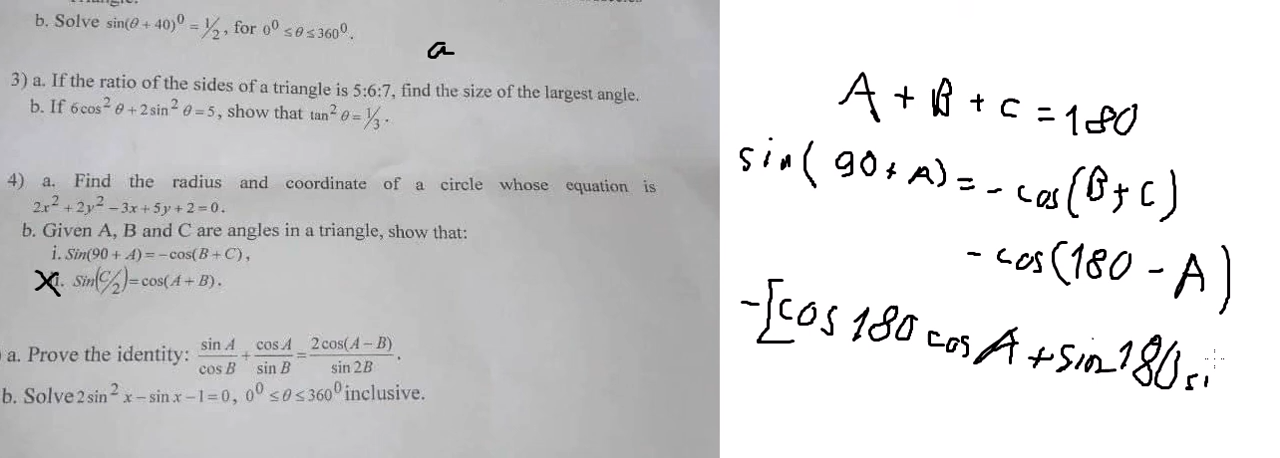 b. Solve sin(θ + 40)⁰ = 1/2, for 0⁰ ≤ θ ≤ 360⁰.
a
3) a. If the ratio of the sides of a triangle is 5:6:7, find the size of the largest angle.
b. If 6cos² θ + 2sin² θ = 5, show that tan² θ = 1/3.
4) a. Find the radius and coordinate of a circle whose equation is
2x² + 2y² − 3x + 5y + 2 = 0.
b. Given A, B and C are angles in a triangle, show that:
i. Sin(90 + A) = − cos(B + C),
Sin(C/2) = cos(A + B).
a. Prove the identity: sin A/cos B + cos A/sin B = 2cos(A − B)/sin 2B.
b. Solve 2sin² x − sin x − 1 = 0, 0⁰ ≤ θ ≤ 360⁰ inclusive.
A + B + C = 180
sin(90 + A) = - cos(B + C)
- cos(180 - A)
-[cos 180 cos A + sin 180 si